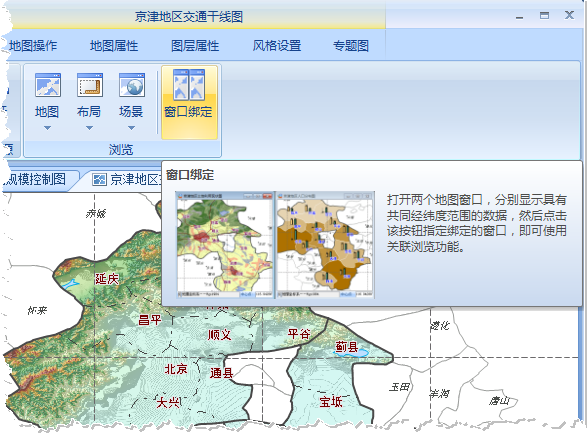 京津地区交通干线图
地图操作 地图属性 图层属性 风格设置 专题图
地图 布局 场景 窗口绑定
浏览
规模控制图 京津地区
窗口绑定
打开两个地图窗口，分别显示具有
共同经纬度范围的数据，然后点击
该按钮指定绑定的窗口，即可使用
关联浏览功能。
赤城
延庆
怀来
昌平 顺义 平谷 蓟县 遵化
北京 通县 玉田 丰润 唐山
大兴 宝坻